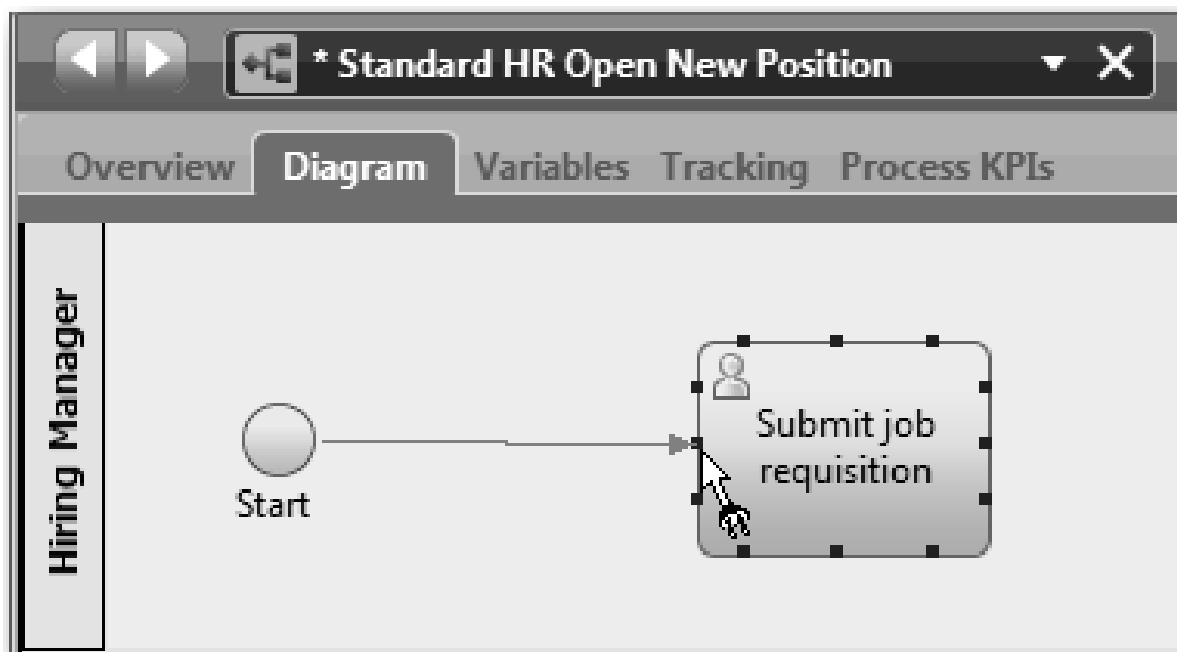 * Standard HR Open New Position
Overview Diagram Variables Tracking Process KPIs
Hiring Manager
Start
Submit job
requisition